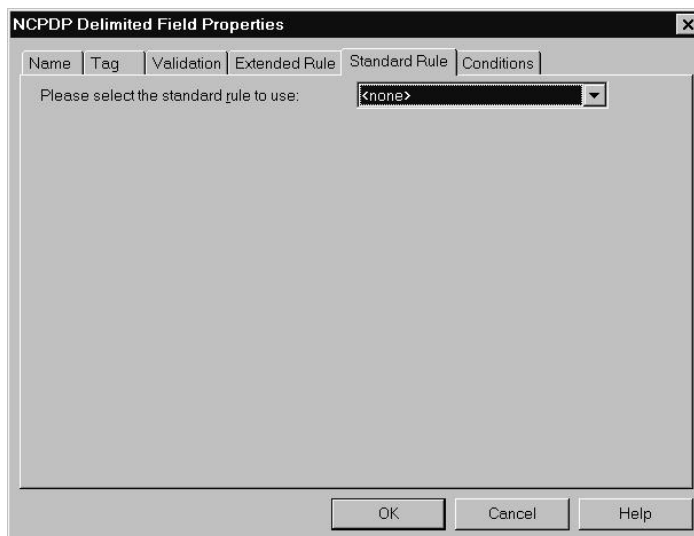 NCPDP Delimited Field Properties
Name Tag Validation Extended Rule Standard Rule Conditions
Please select the standard rule to use: <none>
OK Cancel Help